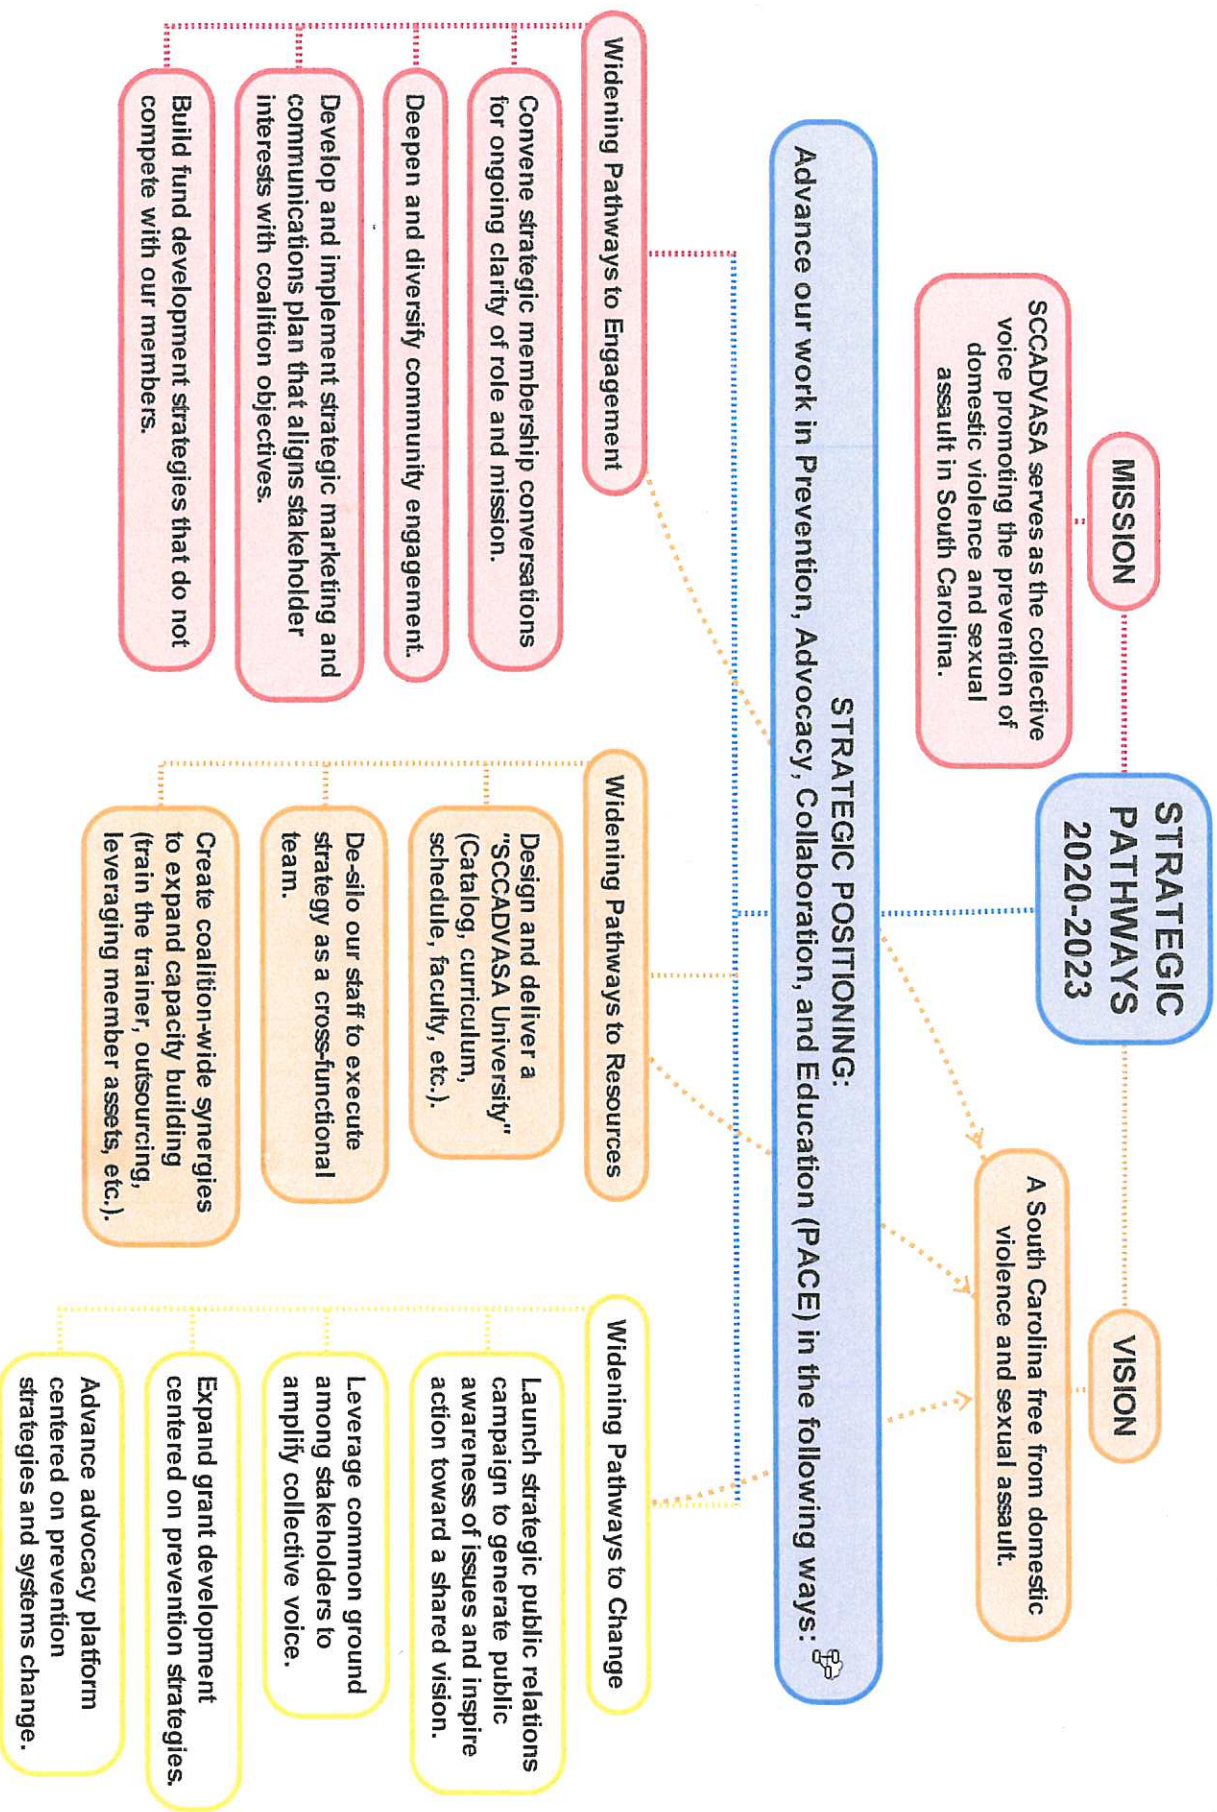 STRATEGIC
PATHWAYS
2020-2023
MISSION
SCCADVASA serves as the collective
voice promoting the prevention of
domestic violence and sexual
assault in South Carolina.
VISION
A South Carolina free from domestic
violence and sexual assault.
STRATEGIC POSITIONING:
Advance our work in Prevention, Advocacy, Collaboration, and Education (PACE) in the following ways:
Widening Pathways to Engagement
Convene strategic membership conversations
for ongoing clarity of role and mission.
Deepen and diversify community engagement.
Develop and implement strategic marketing and
communications plan that aligns stakeholder
interests with coalition objectives.
Build fund development strategies that do not
compete with our members.
Widening Pathways to Resources
Design and deliver a
"SCCADVASA University"
(Catalog, curriculum,
schedule, faculty, etc.).
De-silo our staff to execute
strategy as a cross-functional
team.
Create coalition-wide synergies
to expand capacity building
(train the trainer, outsourcing,
leveraging member assets, etc.).
Widening Pathways to Change
Launch strategic public relations
campaign to generate public
awareness of issues and inspire
action toward a shared vision.
Leverage common ground
among stakeholders to
amplify collective voice.
Expand grant development
centered on prevention strategies.
Advance advocacy platform
centered on prevention
strategies and systems change.